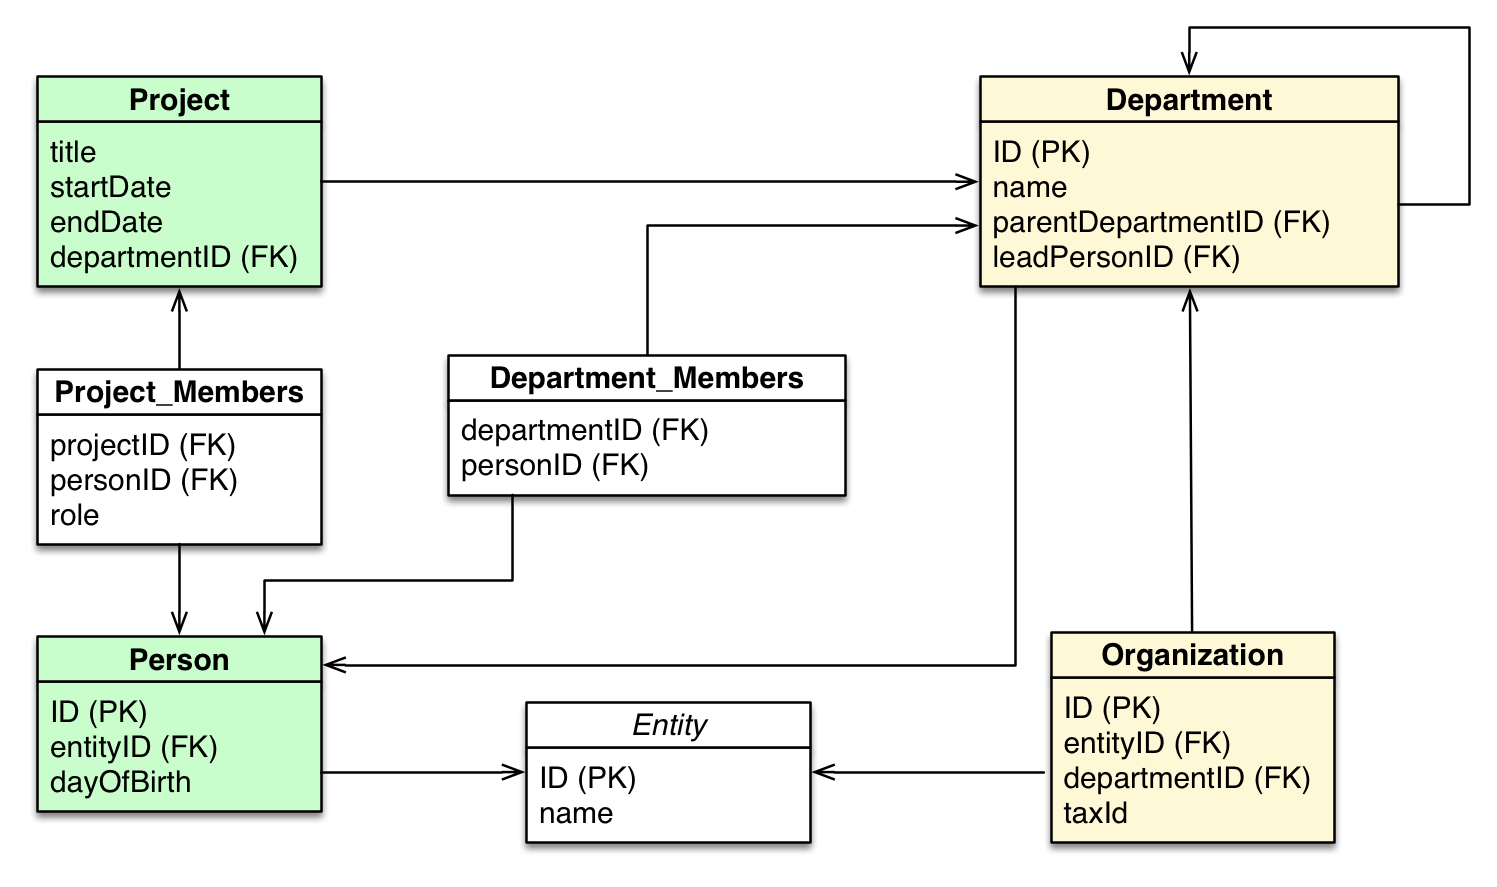 Project
title
startDate
endDate
departmentID (FK)
Department
ID (PK)
name
parentDepartmentID (FK)
leadPersonID (FK)
Project_Members
projectID (FK)
personID (FK)
role
Department_Members
departmentID (FK)
personID (FK)
Person
ID (PK)
entityID (FK)
dayOfBirth
Entity
ID (PK)
name
Organization
ID (PK)
entityID (FK)
departmentID (FK)
taxId